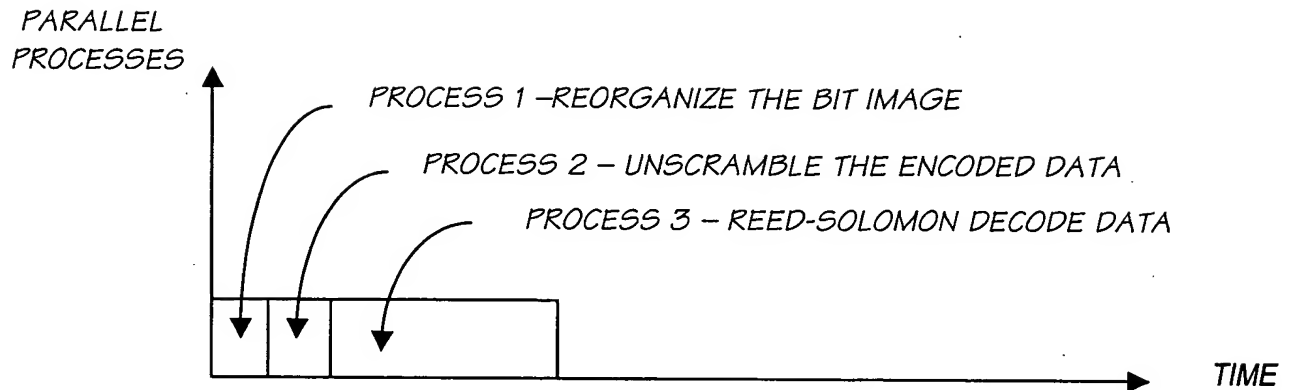 PARALLEL
PROCESSES
PROCESS 1 –REORGANIZE THE BIT IMAGE
PROCESS 2 – UNSCRAMBLE THE ENCODED DATA
PROCESS 3 – REED-SOLOMON DECODE DATA
TIME